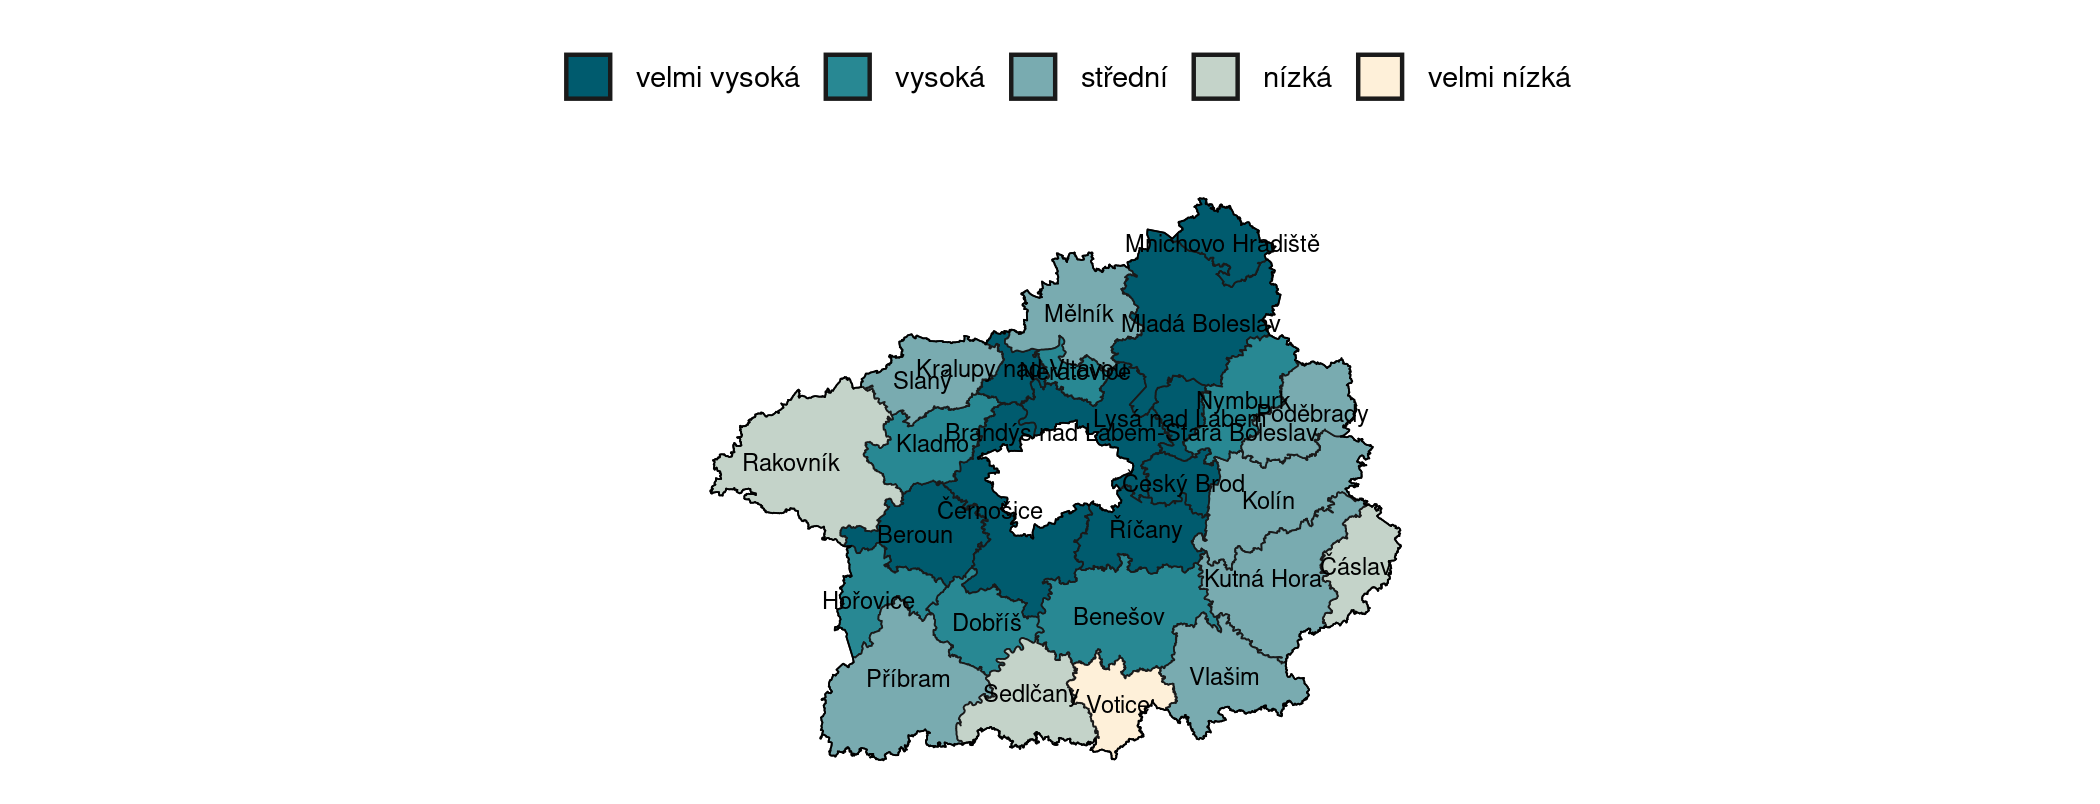 velmi vysoká
vysoká
střední
nízká
velmi nízká
Mnichovo Hradiště
Mělník
Mladá Boleslav
Kralupy nad Vltavou
Neratovice
Slaný
Nymburk
Poděbrady
Lysá nad Labem
Brandýs nad Labem-Stará Boleslav
Kladno
Rakovník
Český Brod
Kolín
Černošice
Říčany
Beroun
Čáslav
Kutná Hora
Hořovice
Benešov
Dobříš
Vlašim
Příbram
Sedlčany
Votice